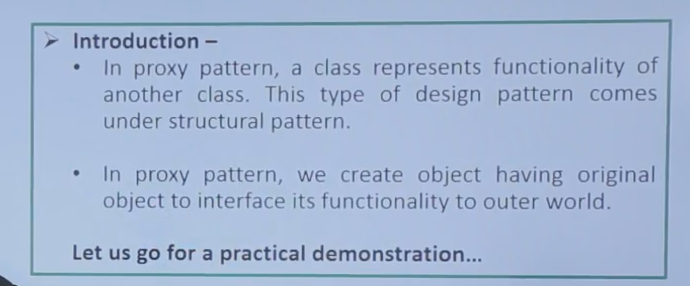 ➤ Introduction –
• In proxy pattern, a class represents functionality of
another class. This type of design pattern comes
under structural pattern.
• In proxy pattern, we create object having original
object to interface its functionality to outer world.
Let us go for a practical demonstration...